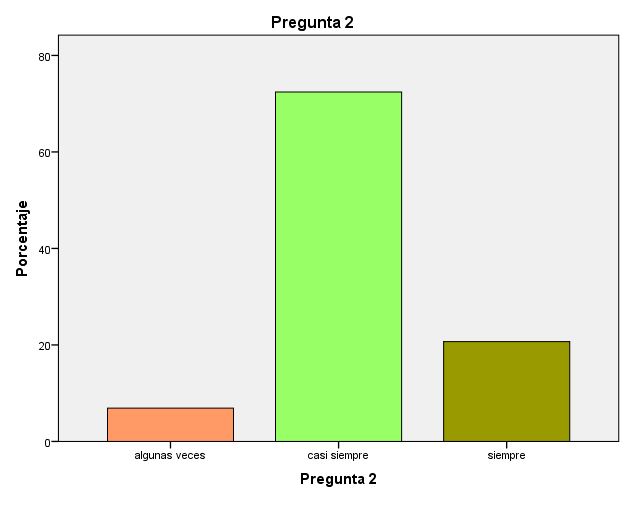 Pregunta 2
Porcentaje
80
60
40
20
0
algunas veces
casi siempre
siempre
Pregunta 2